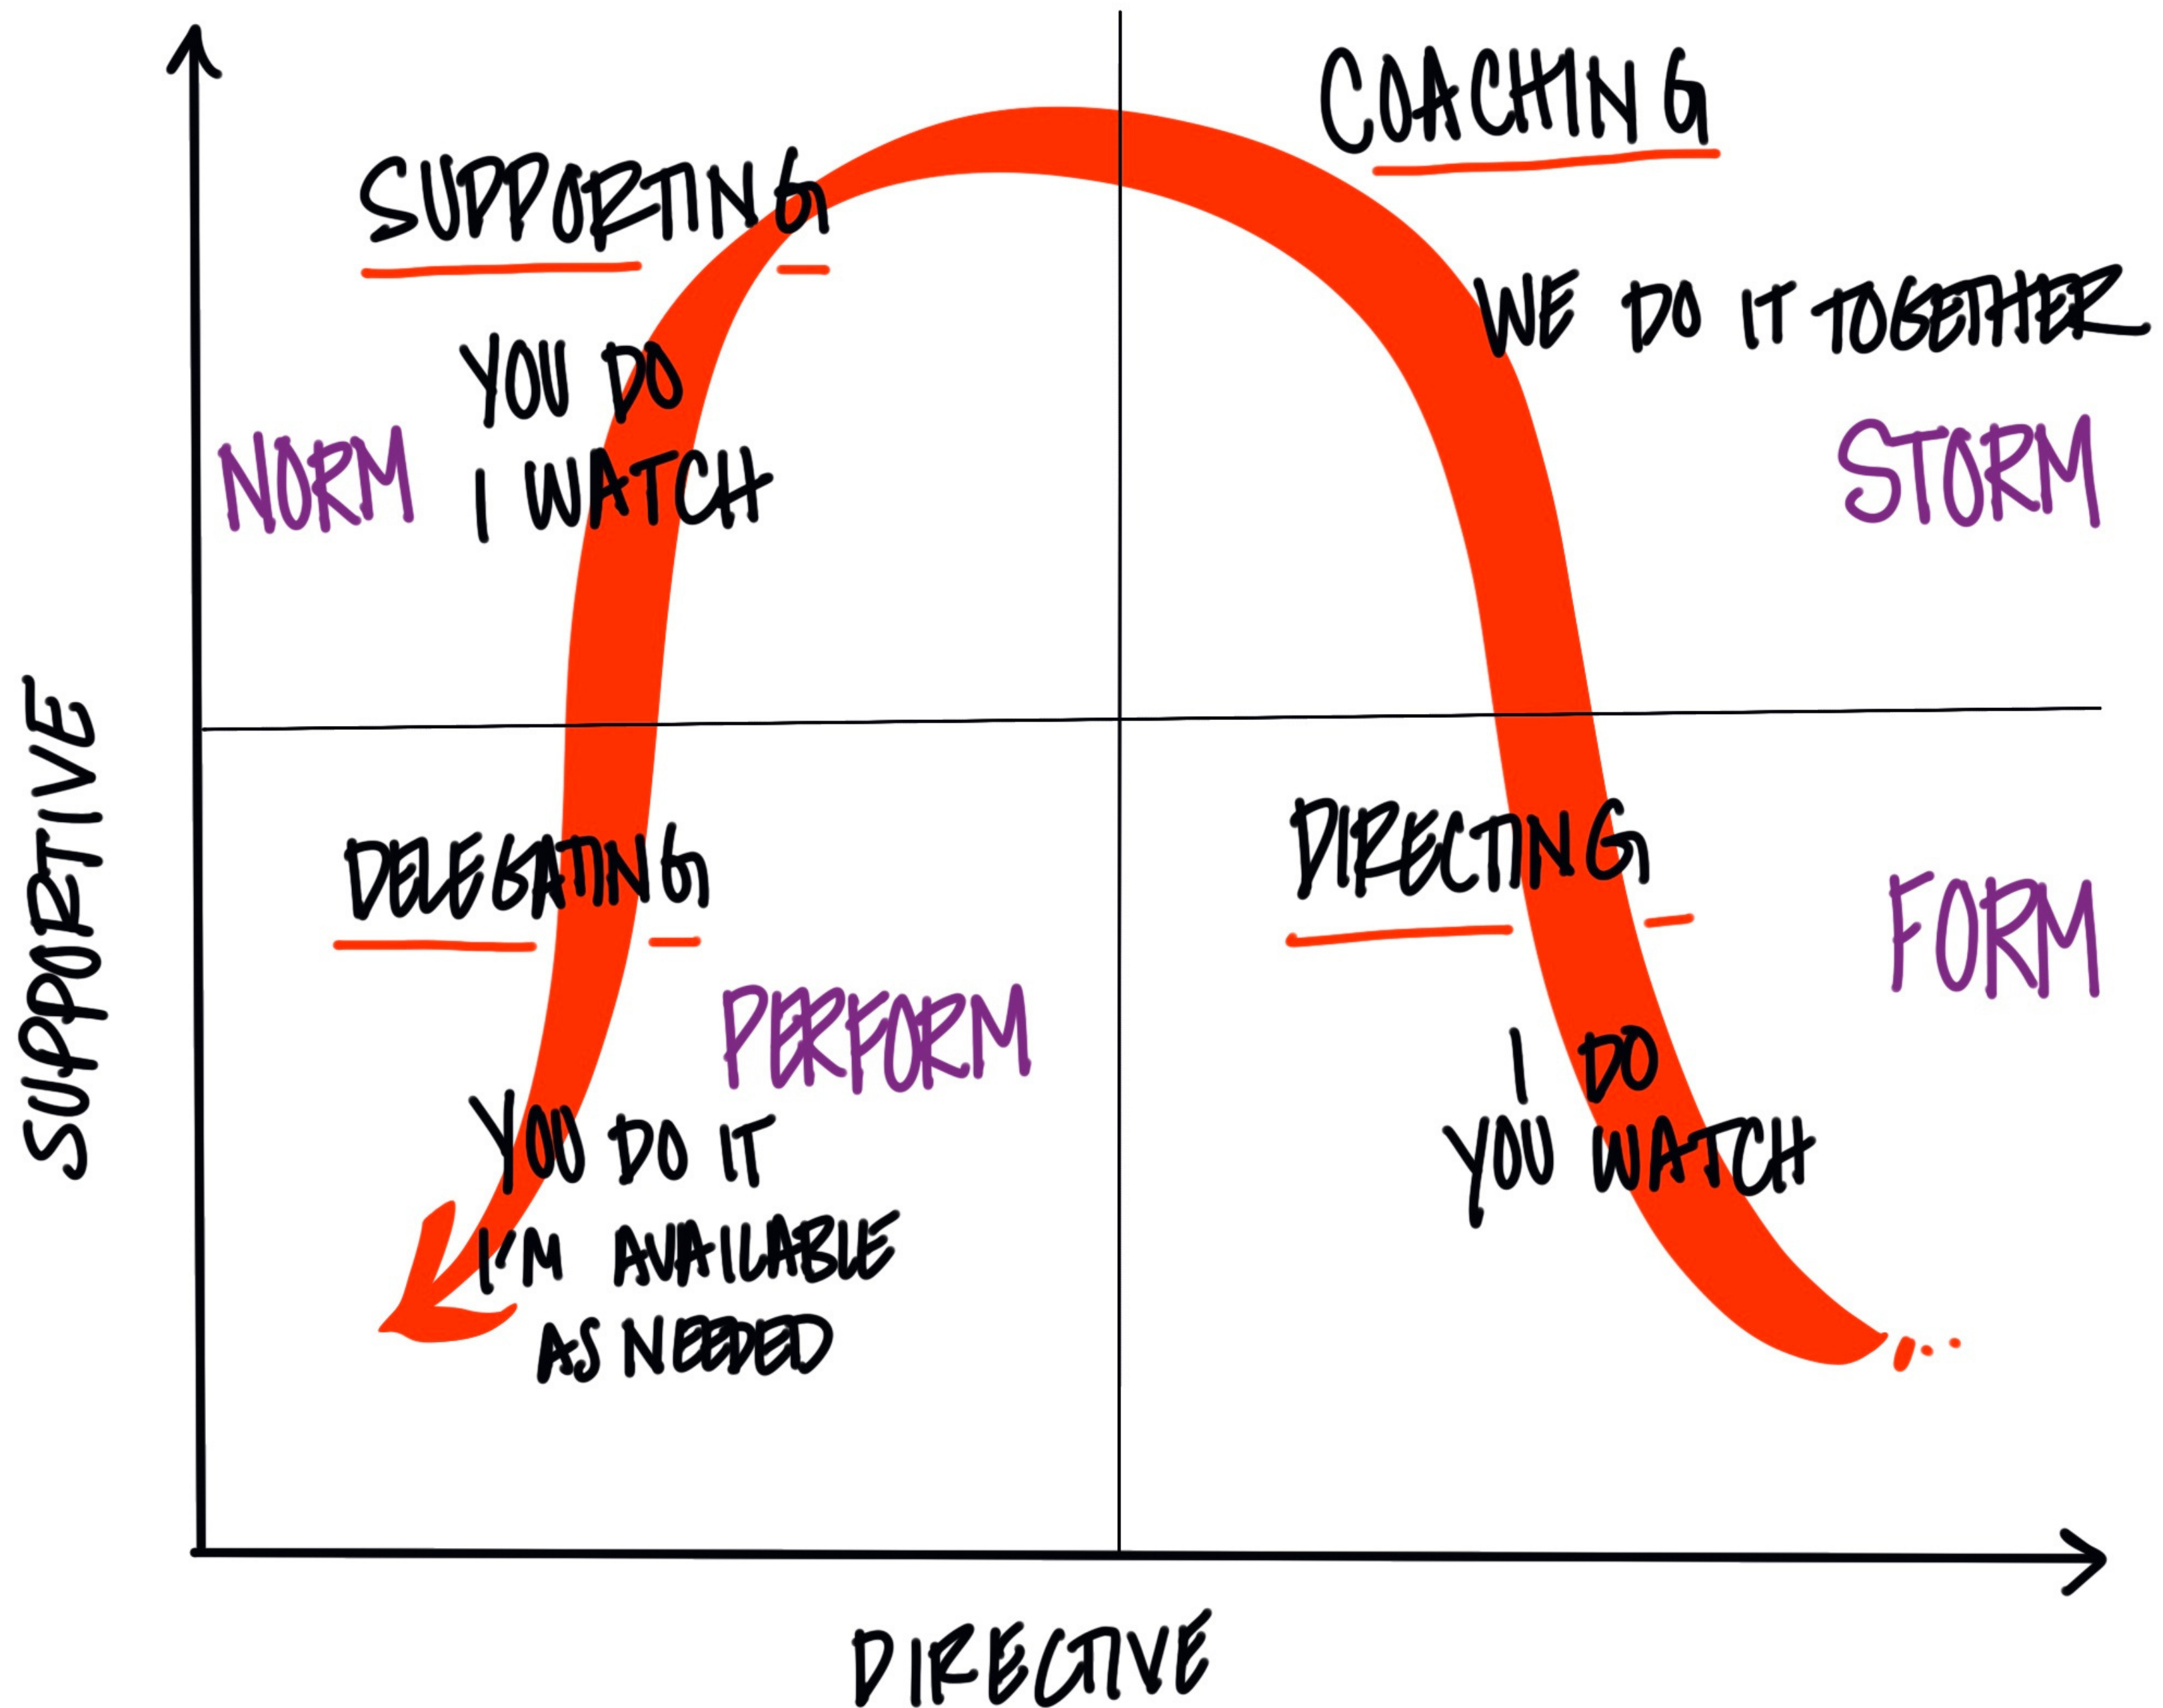 COACHING
SUPPORTING
WE DO IT TOGETHER
YOU DO
I WATCH
NORM
STORM
SUPPORTIVE
DELEGATING
DIRECTING
FORM
PERFORM
I DO
YOU WATCH
YOU DO IT
I'M AVAILABLE
AS NEEDED
DIRECTIVE